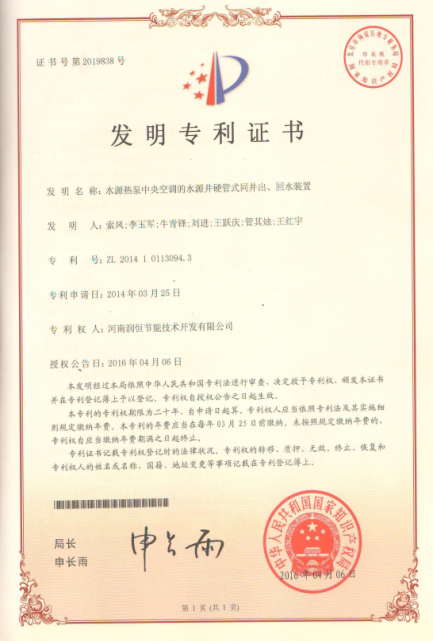 证书号第2019838号
发明专利证书
发明名称:水源热泵中央空调的水源井硬管式同井出、回水装置
发明人:索凤;李玉军;牛青锋;刘进;王跃庆;管其烛;王红宇
专利号:ZL 2014 1 0113094.3
专利申请日:2014年03月25日
专利权人:河南润恒节能技术开发有限公司
授权公告日:2016年04月06日
本发明经过本局依照中华人民共和国专利法进行审查,决定授予专利权,颁发本证书
并在专利登记簿上予以登记。专利权自授权公告之日起生效。
本专利的专利权期限为二十年,自申请日起算。专利权人应当依照专利法及其实施细
则规定缴纳年费。本专利的年费应当在每年03月25日前缴纳。未按照规定缴纳年费的,
专利权自应当缴纳年费期满之日起终止。
专利证书记载专利权登记时的法律状况。专利权的转移、质押、无效、终止、恢复和
专利权人的姓名或名称、国籍、地址变更等事项记载在专利登记簿上。
局长
申长雨
申长雨
中华人民共和国国家知识产权局
2016年04月06日
第1页(共1页)